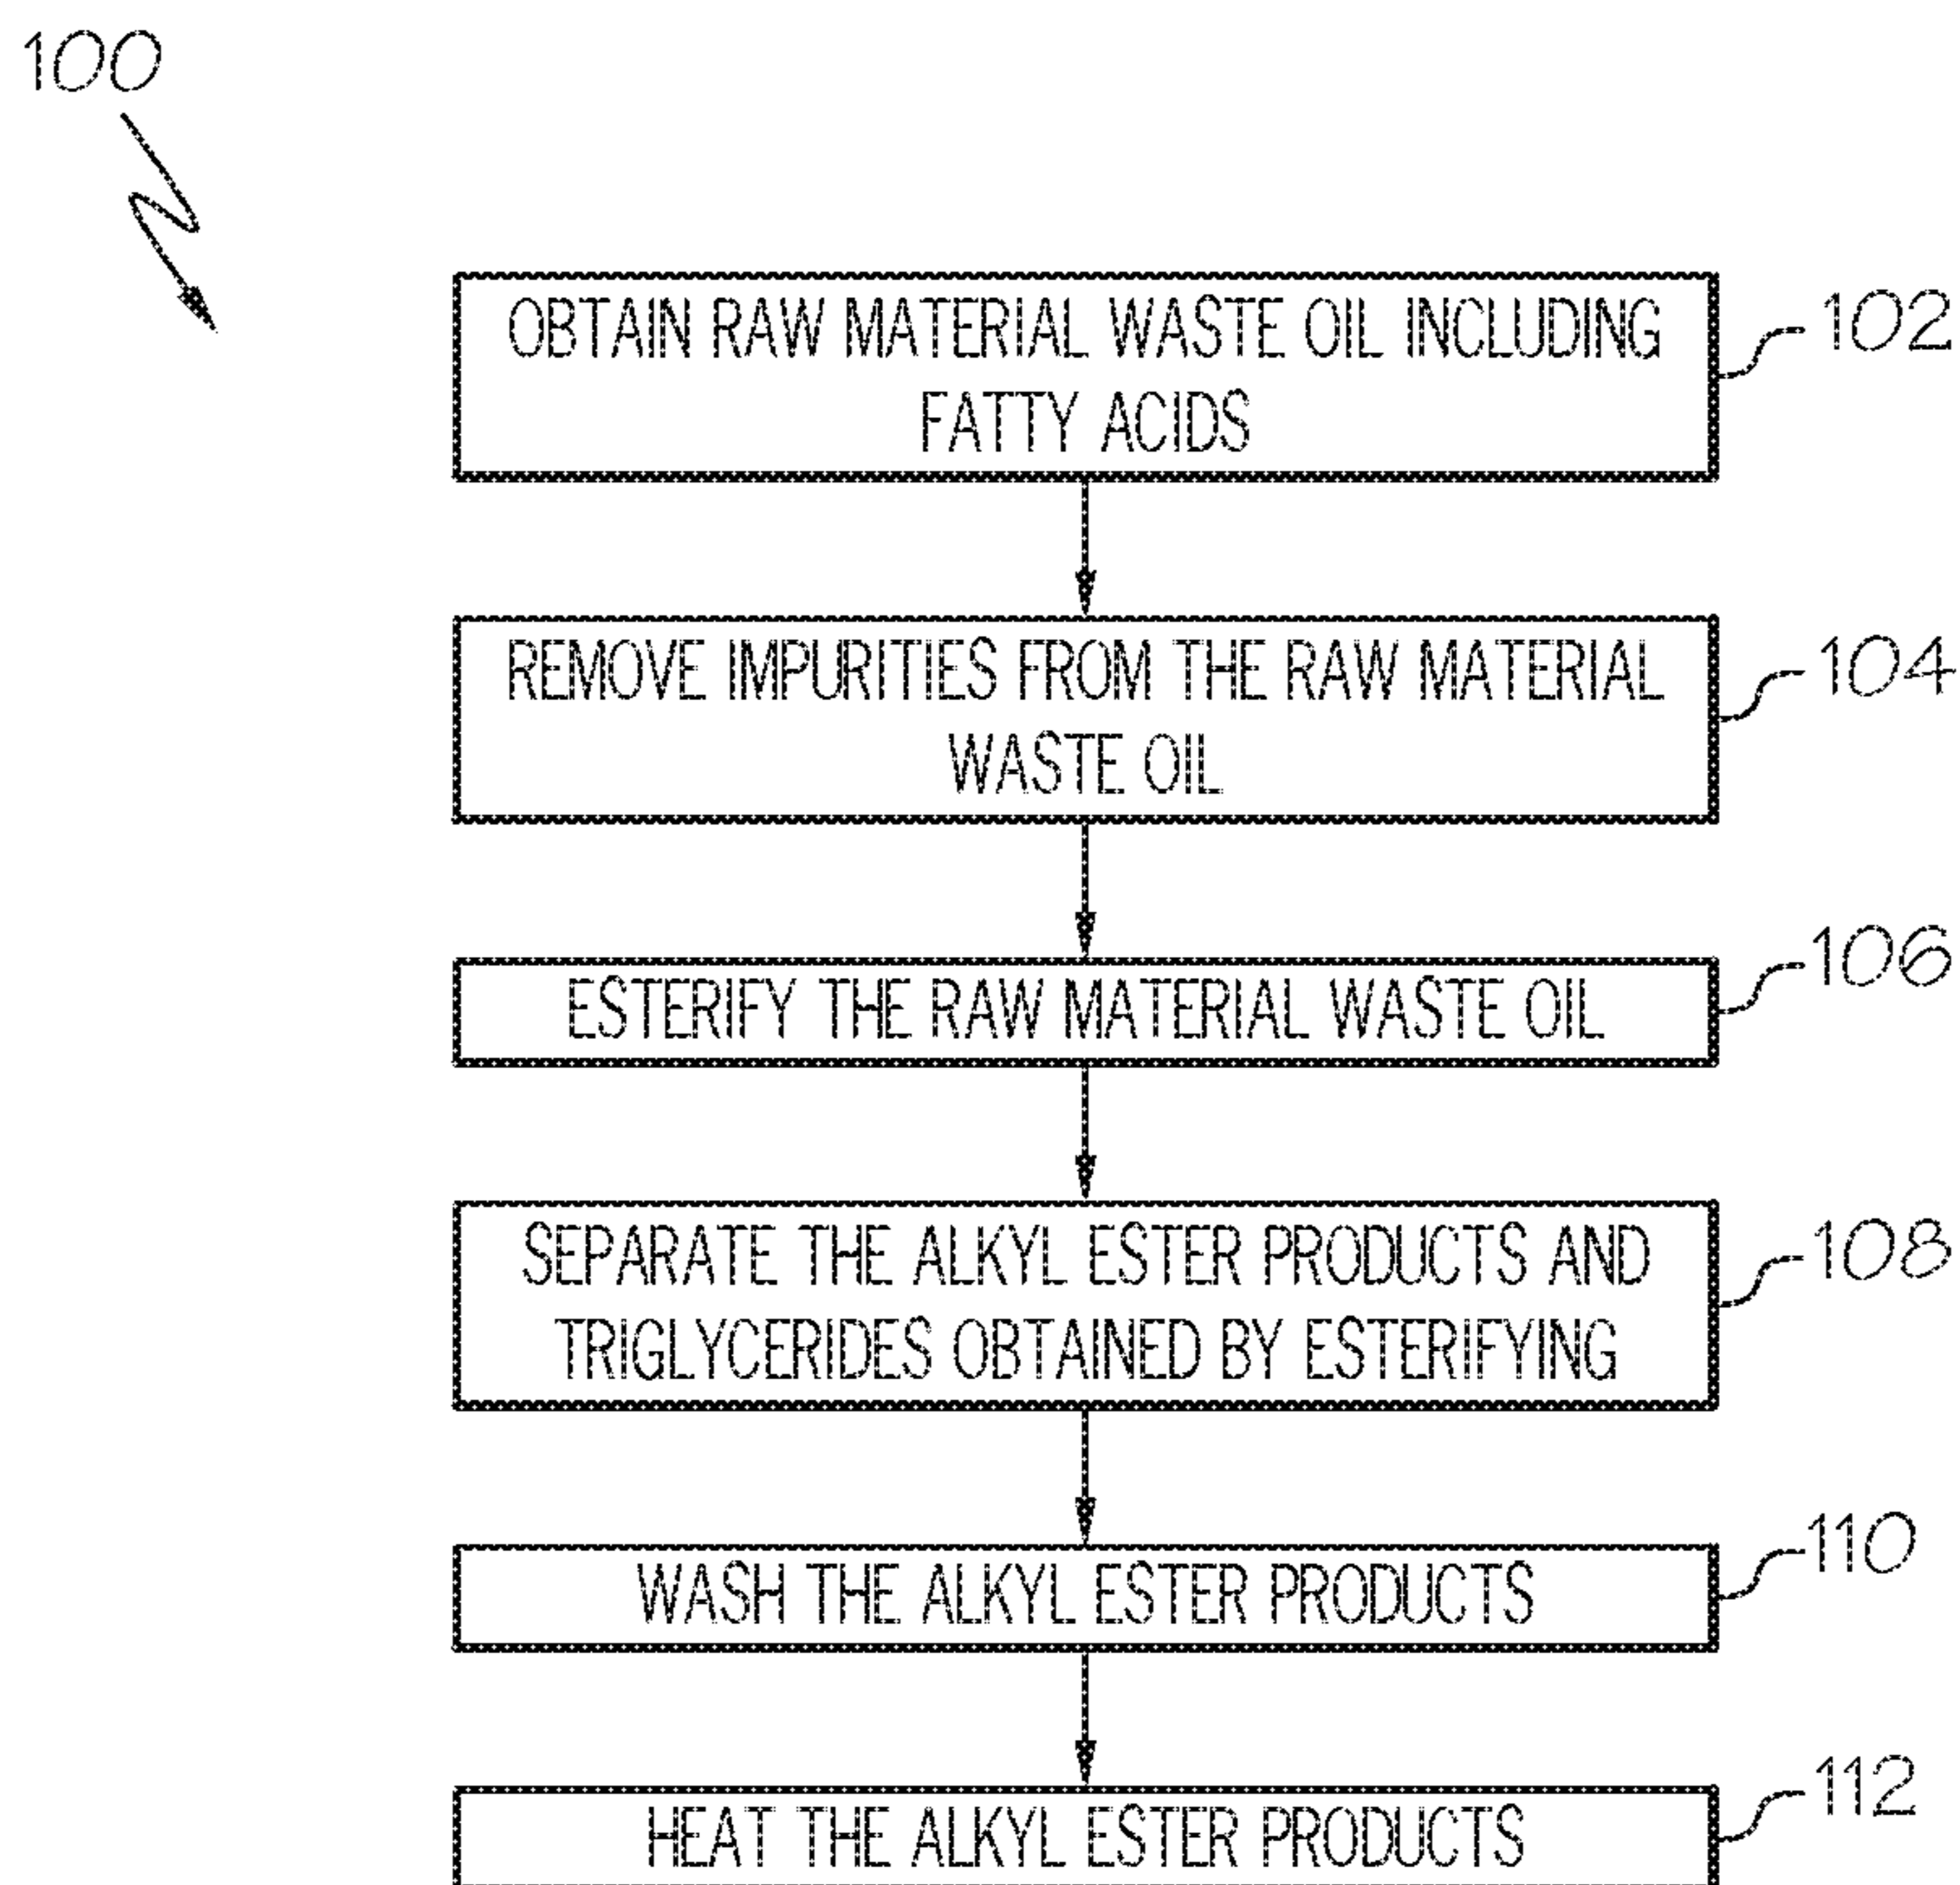 100
OBTAIN RAW MATERIAL WASTE OIL INCLUDING
FATTY ACIDS
102
REMOVE IMPURITIES FROM THE RAW MATERIAL
WASTE OIL
104
ESTERIFY THE RAW MATERIAL WASTE OIL
106
SEPARATE THE ALKYL ESTER PRODUCTS AND
TRIGLYCERIDES OBTAINED BY ESTERIFYING
108
WASH THE ALKYL ESTER PRODUCTS
110
HEAT THE ALKYL ESTER PRODUCTS
112